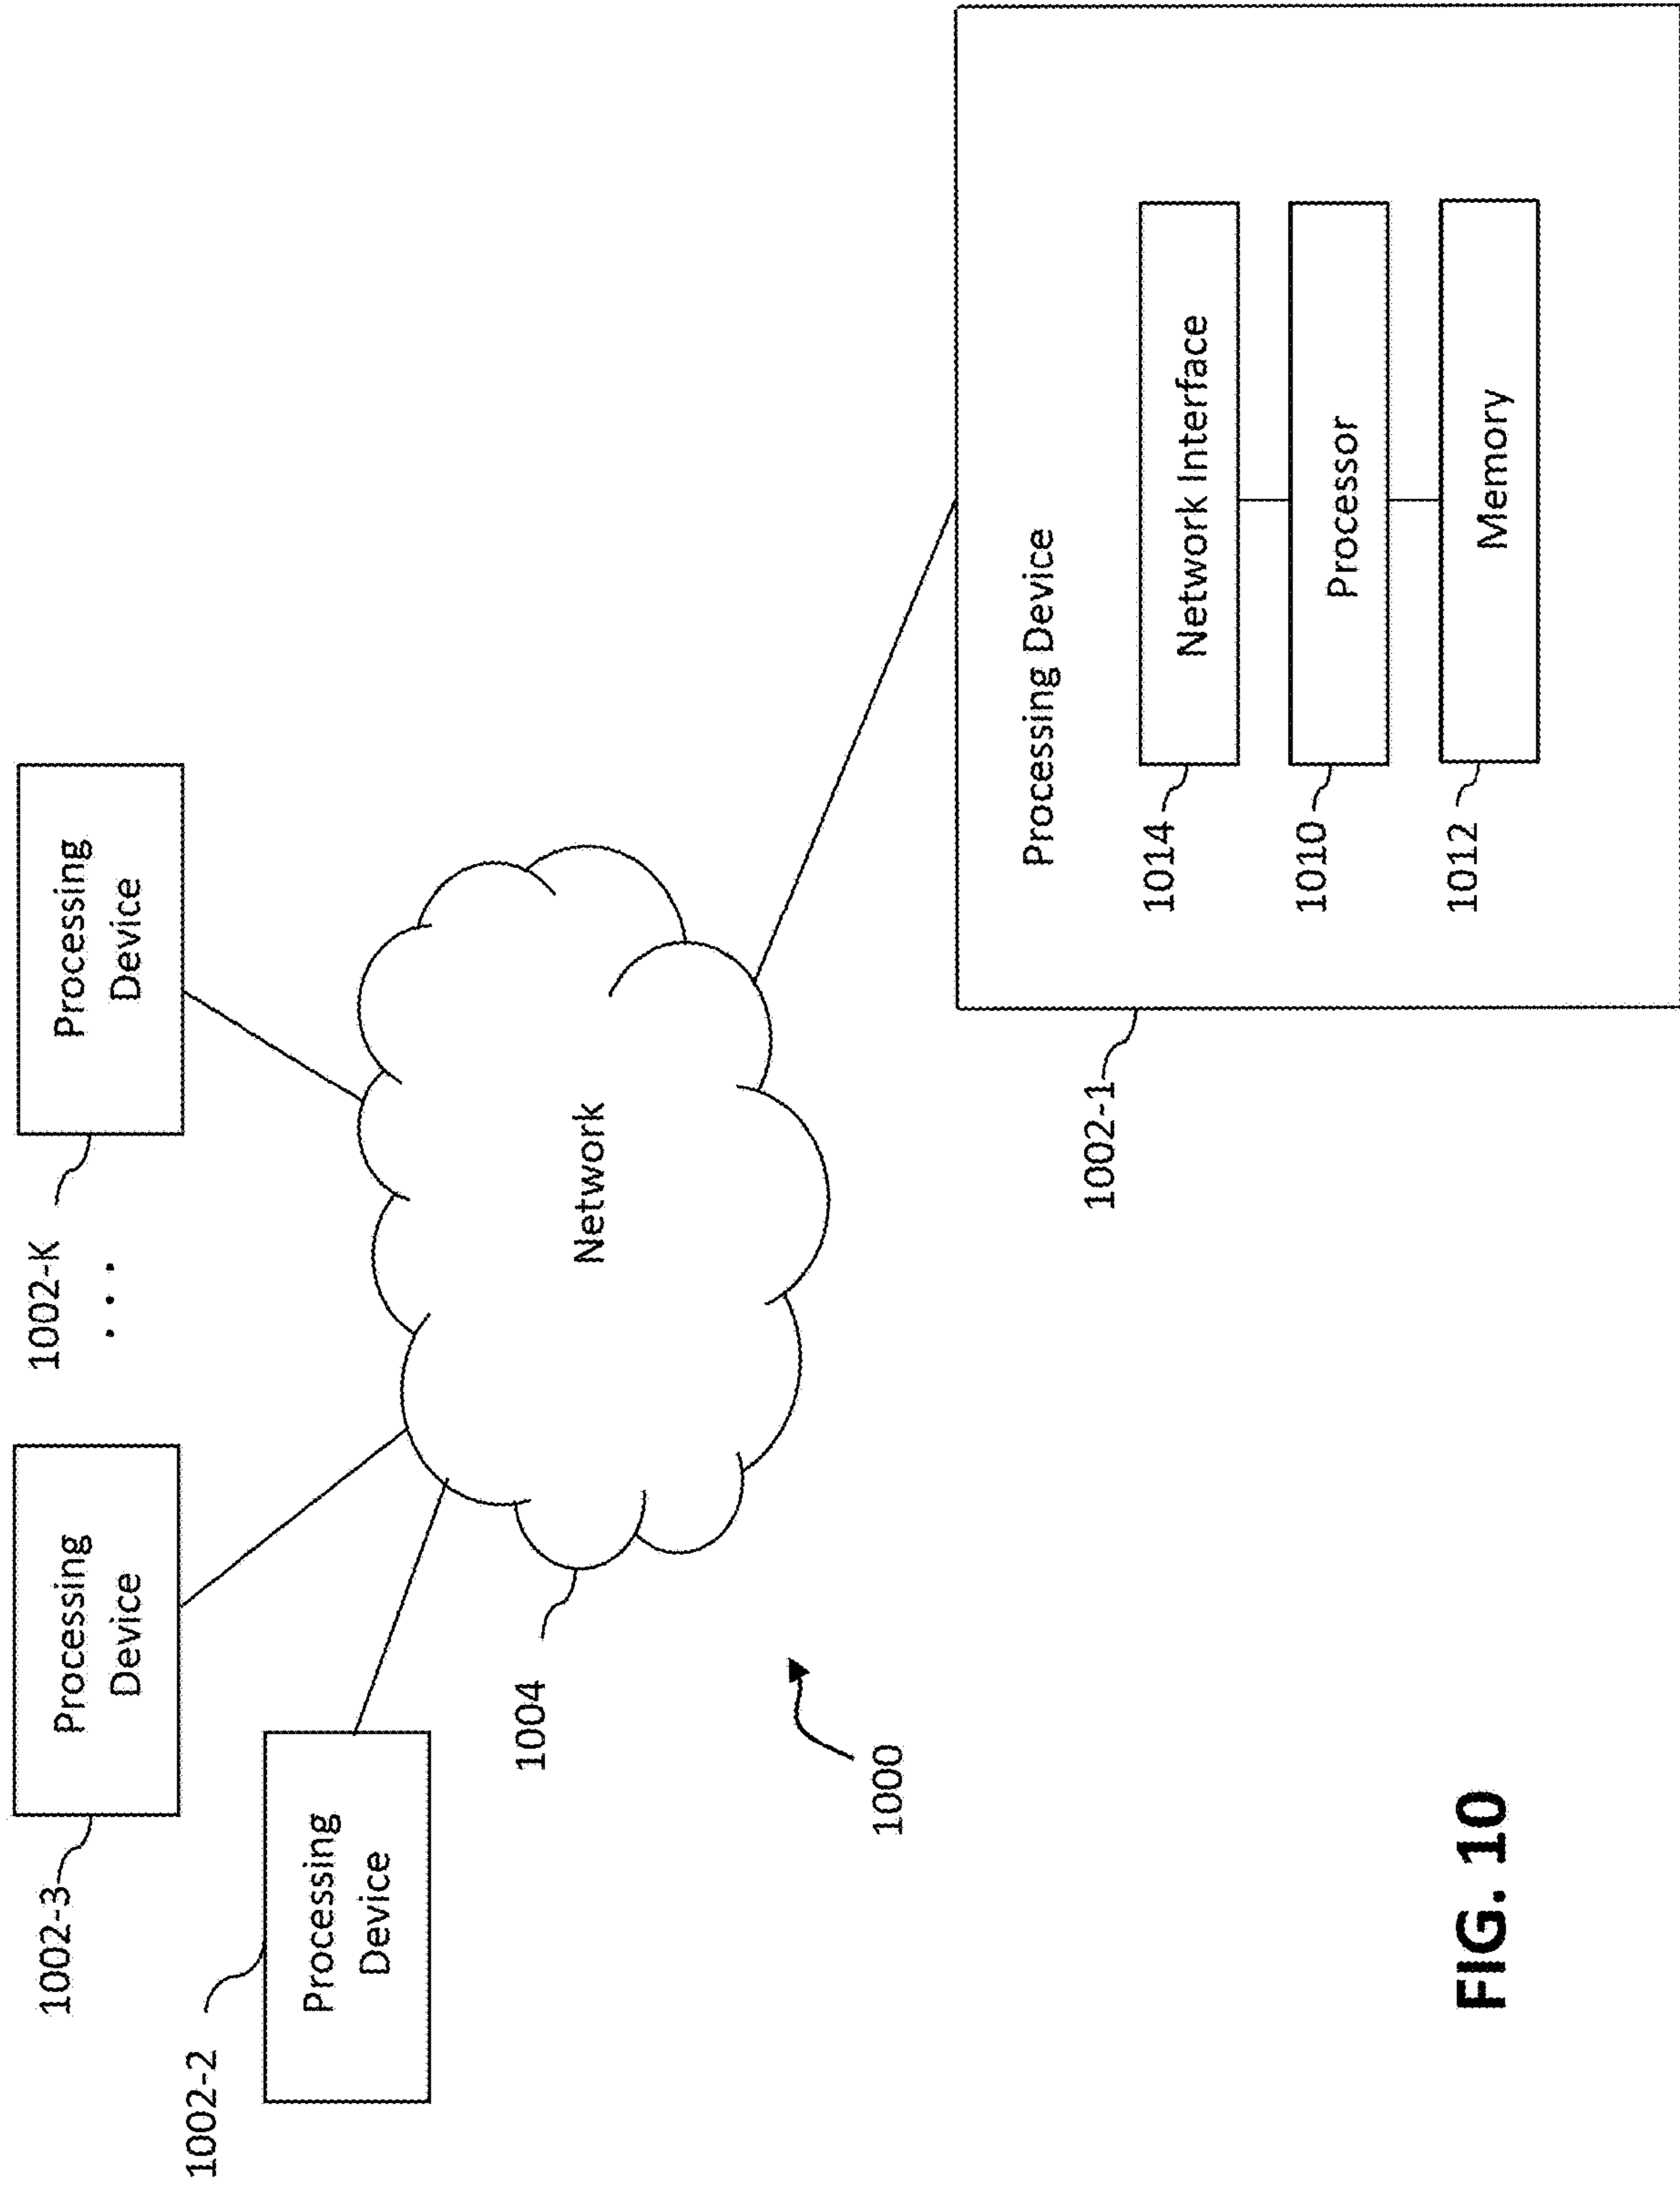 1002-2
Processing
Device
1002-3
Processing
Device
1002-K
. . .
Processing
Device
1004
Network
1000
1002-1
Processing Device
1014
Network Interface
1010
Processor
1012
Memory
FIG. 10